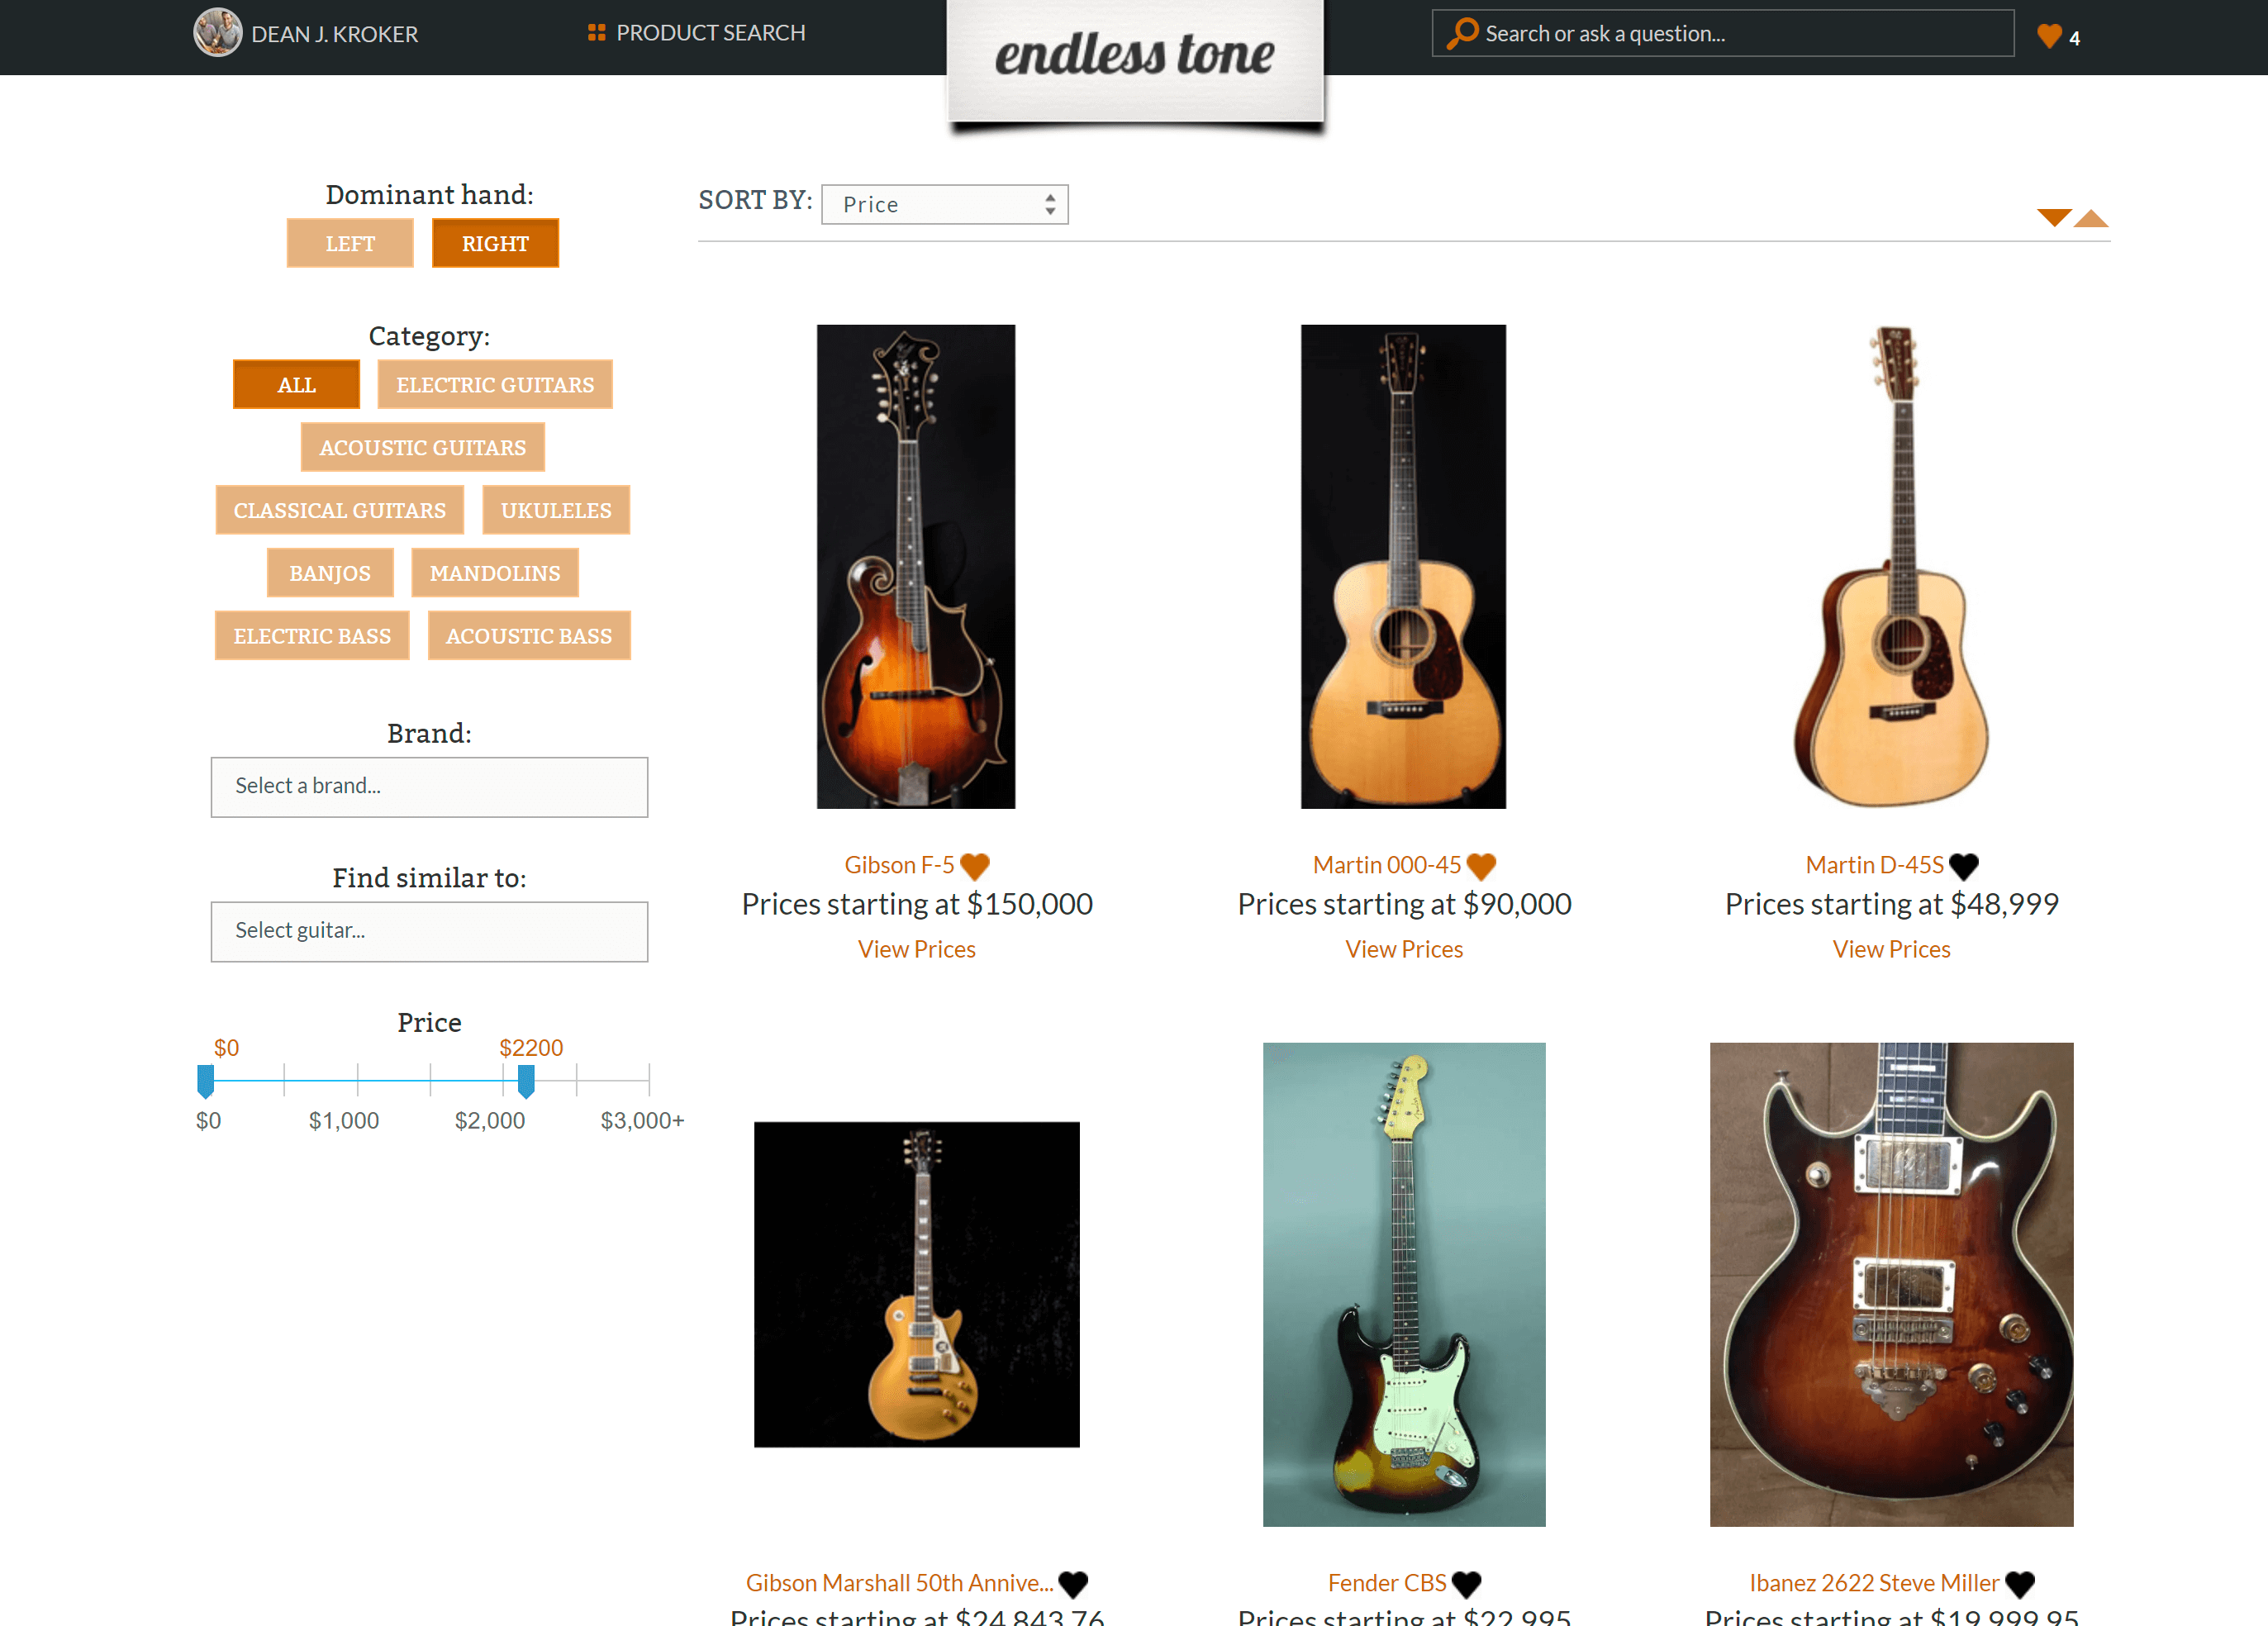 DEAN J. KROKER
PRODUCT SEARCH
endless tone
Search or ask a question...
4
Dominant hand:
LEFT RIGHT
Category:
ALL ELECTRIC GUITARS
ACOUSTIC GUITARS
CLASSICAL GUITARS UKULELES
BANJOS MANDOLINS
ELECTRIC BASS ACOUSTIC BASS
Brand:
Select a brand...
Find similar to:
Select guitar...
Price
$0 $2200
$0 $1,000 $2,000 $3,000+
SORT BY: Price
Gibson F-5
Prices starting at $150,000
View Prices
Martin 000-45
Prices starting at $90,000
View Prices
Martin D-45S
Prices starting at $48,999
View Prices
Gibson Marshall 50th Annive...
Prices starting at $24,843.76
Fender CBS
Prices starting at $22,995
Ibanez 2622 Steve Miller
Prices starting at $19,999.95